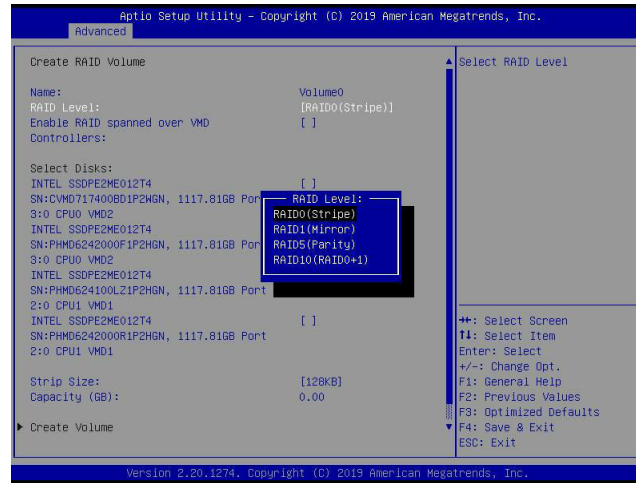 Aptio Setup Utility – Copyright (C) 2019 American Megatrends, Inc.
Advanced
Create RAID Volume
Select RAID Level
Name: Volume0
RAID Level: [RAID0(Stripe)]
Enable RAID spanned over VMD [ ]
Controllers:
Select Disks:
INTEL SSDPE2ME012T4 [ ]
SN:CVMD717400BD1P2WGN, 1117.81GB Por
3:0 CPU0 VMD2
INTEL SSDPE2ME012T4
SN:PHMD6242000F1P2HGN, 1117.81GB Por
3:0 CPU0 VMD2
INTEL SSDPE2ME012T4
SN:PHMD624100LZ1P2HGN, 1117.81GB Port
2:0 CPU1 VMD1
INTEL SSDPE2ME012T4 [ ]
SN:PHMD6242000R1P2HGN, 1117.81GB Port
2:0 CPU1 VMD1
Strip Size: [128KB]
Capacity (GB): 0.00
Create Volume
RAID Level:
RAID0(Stripe)
RAID1(Mirror)
RAID5(Parity)
RAID10(RAID0+1)
→←: Select Screen
↑↓: Select Item
Enter: Select
+/-: Change Opt.
F1: General Help
F2: Previous Values
F3: Optimized Defaults
F4: Save & Exit
ESC: Exit
Version 2.20.1274. Copyright (C) 2019 American Megatrends, Inc.